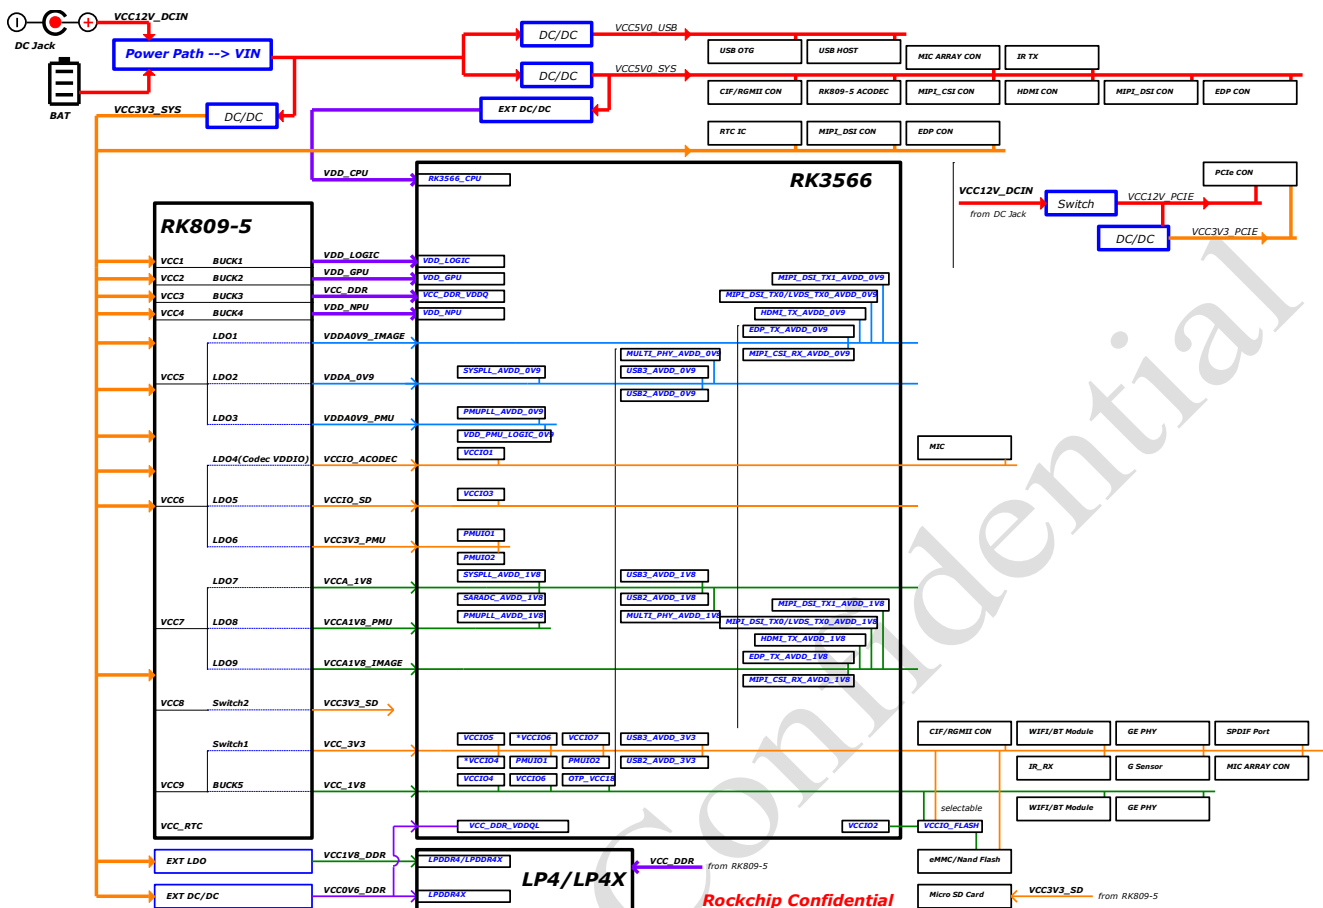 VCC12V_DCIN
DC Jack
Power Path --> VIN
BAT
VCC3V3_SYS
DC/DC
DC/DC
VCC5V0_USB
DC/DC
VCC5V0_SYS
EXT DC/DC
USB OTG
USB HOST
MIC ARRAY CON
IR TX
CIF/RGMII CON
RK809-5 ACODEC
MIPI_CSI CON
HDMI CON
MIPI_DSI CON
EDP CON
RTC IC
MIPI_DSI CON
EDP CON
VDD_CPU
RK3566_CPU
RK3566
VCC12V_DCIN
from DC Jack
Switch
VCC12V_PCIE
PCIe CON
DC/DC
VCC3V3_PCIE
RK809-5
VCC1 BUCK1
VDD_LOGIC
VDD_LOGIC
VCC2 BUCK2
VDD_GPU
VDD_GPU
VCC3 BUCK3
VCC_DDR
VCC_DDR_VDDQ
VCC4 BUCK4
VDD_NPU
VDD_NPU
MIPI_DSI_TX1_AVDD_0V9
MIPI_DSI_TX0/LVDS_TX0_AVDD_0V9
HDMI_TX_AVDD_0V9
EDP_TX_AVDD_0V9
MIPI_CSI_RX_AVDD_0V9
LDO1
VDDA0V9_IMAGE
MULTI_PHY_AVDD_0V9
USB3_AVDD_0V9
USB2_AVDD_0V9
SYSPLL_AVDD_0V9
VCC5
LDO2
VDDA_0V9
PMUPLL_AVDD_0V9
LDO3
VDDA0V9_PMU
VDD_PMU_LOGIC_0V9
VCCIO1
LDO4(Codec VDDIO)
VCCIO_ACODEC
MIC
VCCIO3
VCC6
LDO5
VCCIO_SD
PMUIO1
LDO6
VCC3V3_PMU
PMUIO2
SYSPLL_AVDD_1V8
USB3_AVDD_1V8
LDO7
VCCA_1V8
SARADC_AVDD_1V8
USB2_AVDD_1V8
PMUPLL_AVDD_1V8
MULTI_PHY_AVDD_1V8
MIPI_DSI_TX1_AVDD_1V8
MIPI_DSI_TX0/LVDS_TX0_AVDD_1V8
HDMI_TX_AVDD_1V8
EDP_TX_AVDD_1V8
MIPI_CSI_RX_AVDD_1V8
VCC7
LDO8
VCCA1V8_PMU
LDO9
VCCA1V8_IMAGE
VCC8
Switch2
VCC3V3_SD
Switch1
VCC_3V3
VCCIO5
*VCCIO6
VCCIO7
USB3_AVDD_3V3
*VCCIO4
PMUIO1
PMUIO2
USB2_AVDD_3V3
VCCIO4
VCCIO6
OTP_VCC18
CIF/RGMII CON
WIFI/BT Module
GE PHY
SPDIF Port
IR_RX
G Sensor
MIC ARRAY CON
VCC9
BUCK5
VCC_1V8
selectable
WIFI/BT Module
GE PHY
VCC_RTC
VCC_DDR_VDDQL
VCCIO2
VCCIO_FLASH
EXT LDO
VCC1V8_DDR
LPDDR4/LPDDR4X
LP4/LP4X
VCC_DDR
from RK809-5
eMMC/Nand Flash
EXT DC/DC
VCC0V6_DDR
LPDDR4X
Rockchip Confidential
Micro SD Card
VCC3V3_SD
from RK809-5
Confidential